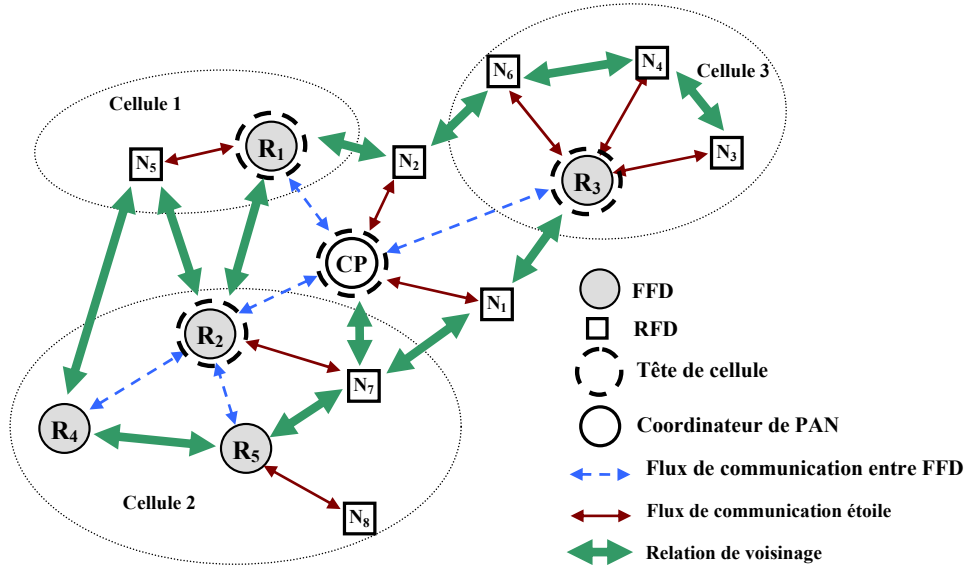 N6
N4
Cellule 3
Cellule 1
R1
N5
N2
N3
R3
CP
N1
FFD
R2
RFD
N7
Tête de cellule
R4
R5
Coordinateur de PAN
Flux de communication entre FFD
Cellule 2
N8
Flux de communication étoile
Relation de voisinage